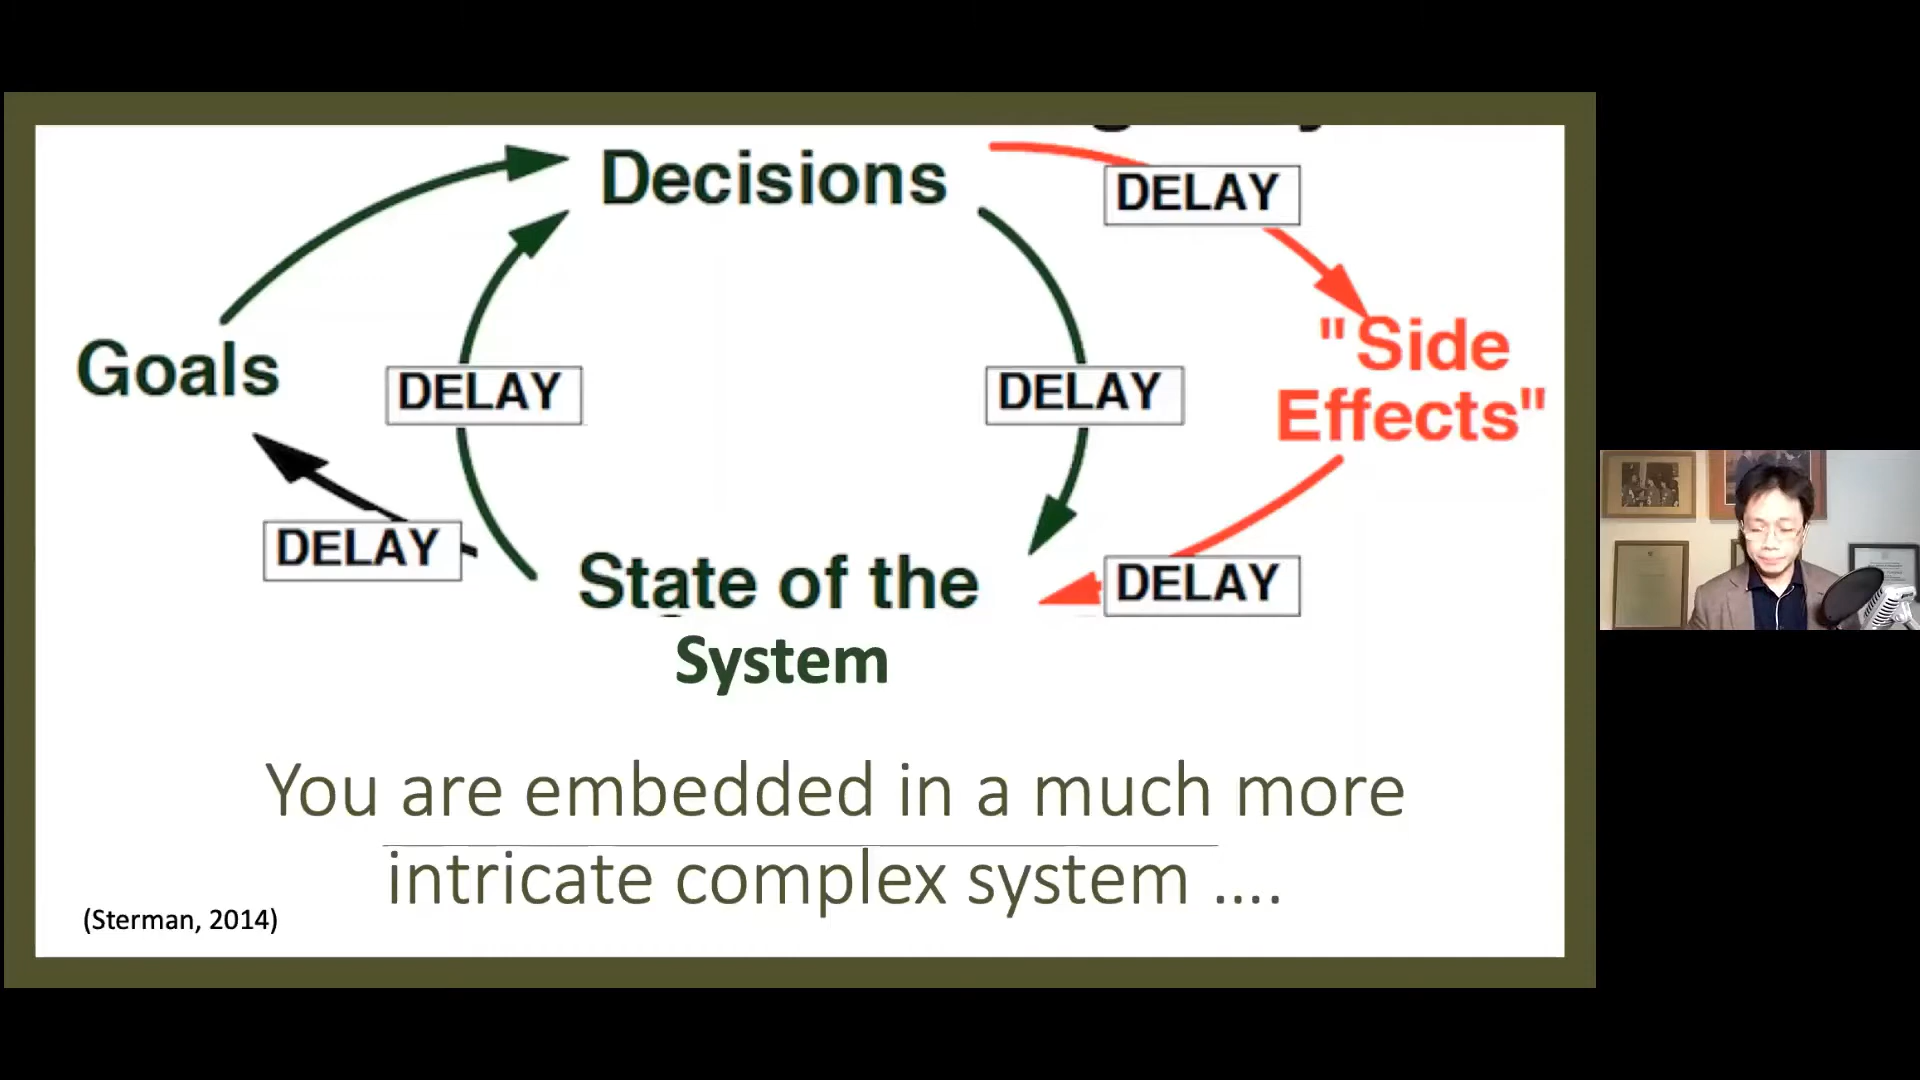 Decisions
DELAY
"Side
Effects"
Goals
DELAY
DELAY
DELAY
State of the
DELAY
System
You are embedded in a much more
intricate complex system ....
(Sterman, 2014)